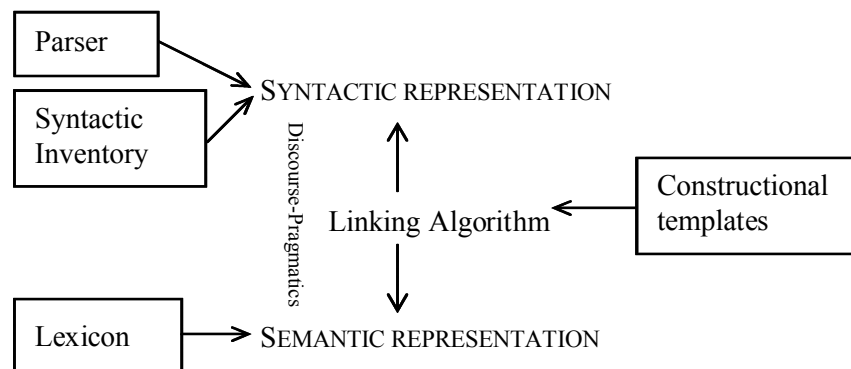 Parser
SYNTACTIC REPRESENTATION
Syntactic
Inventory
Discourse-Pragmatics
Constructional
templates
Linking Algorithm
Lexicon
SEMANTIC REPRESENTATION